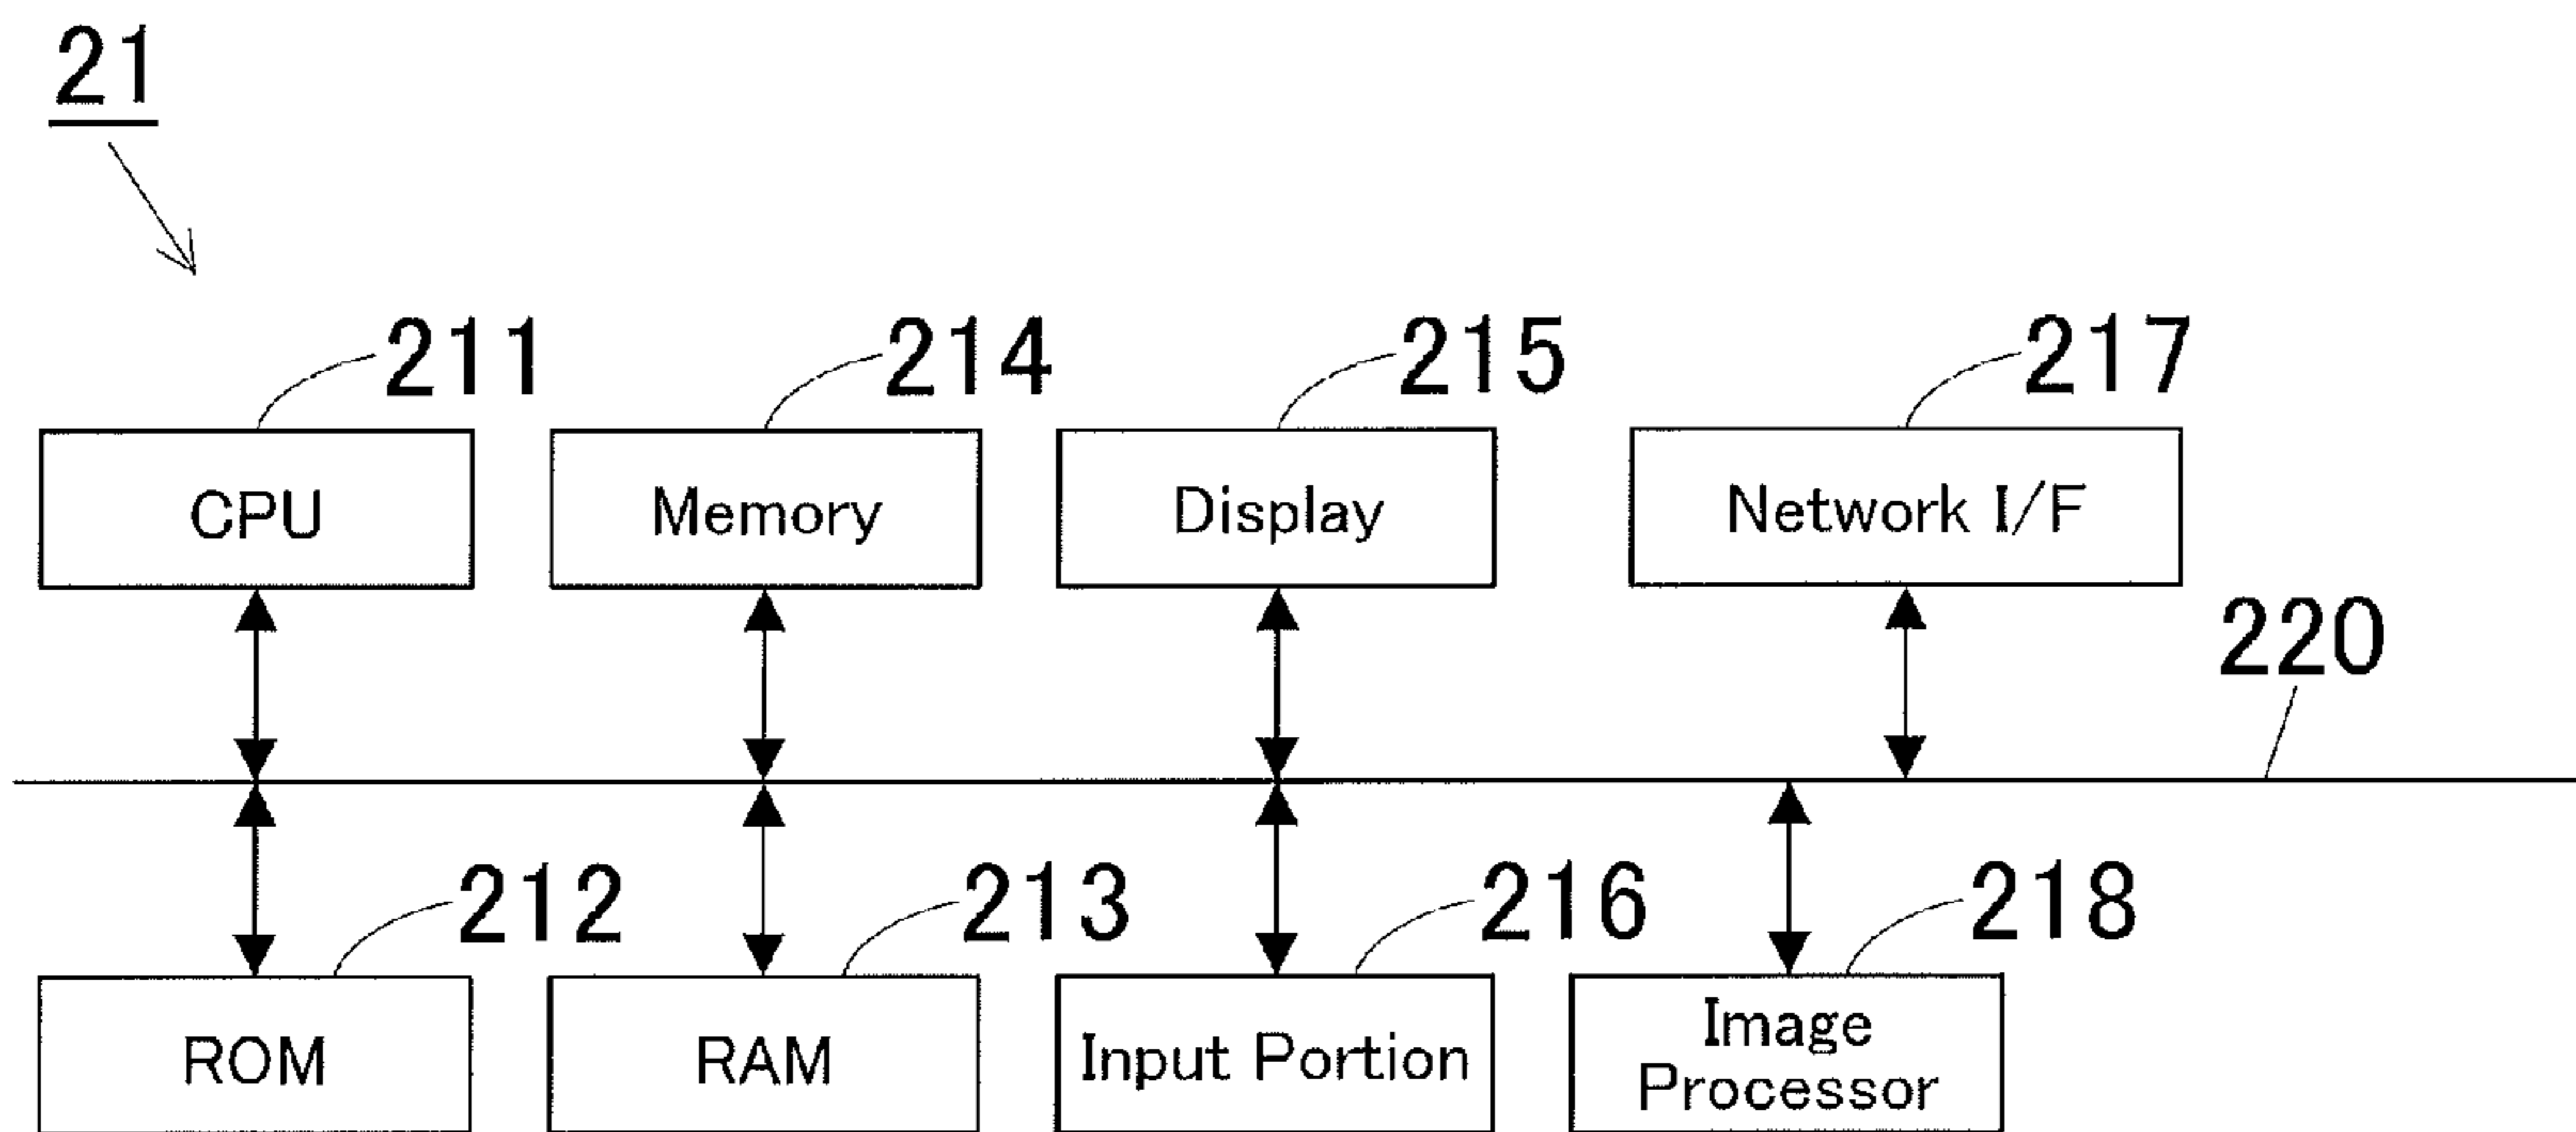 21
211
214
215
217
CPU
Memory
Display
Network I/F
220
212
213
216
218
ROM
RAM
Input Portion
Image
Processor